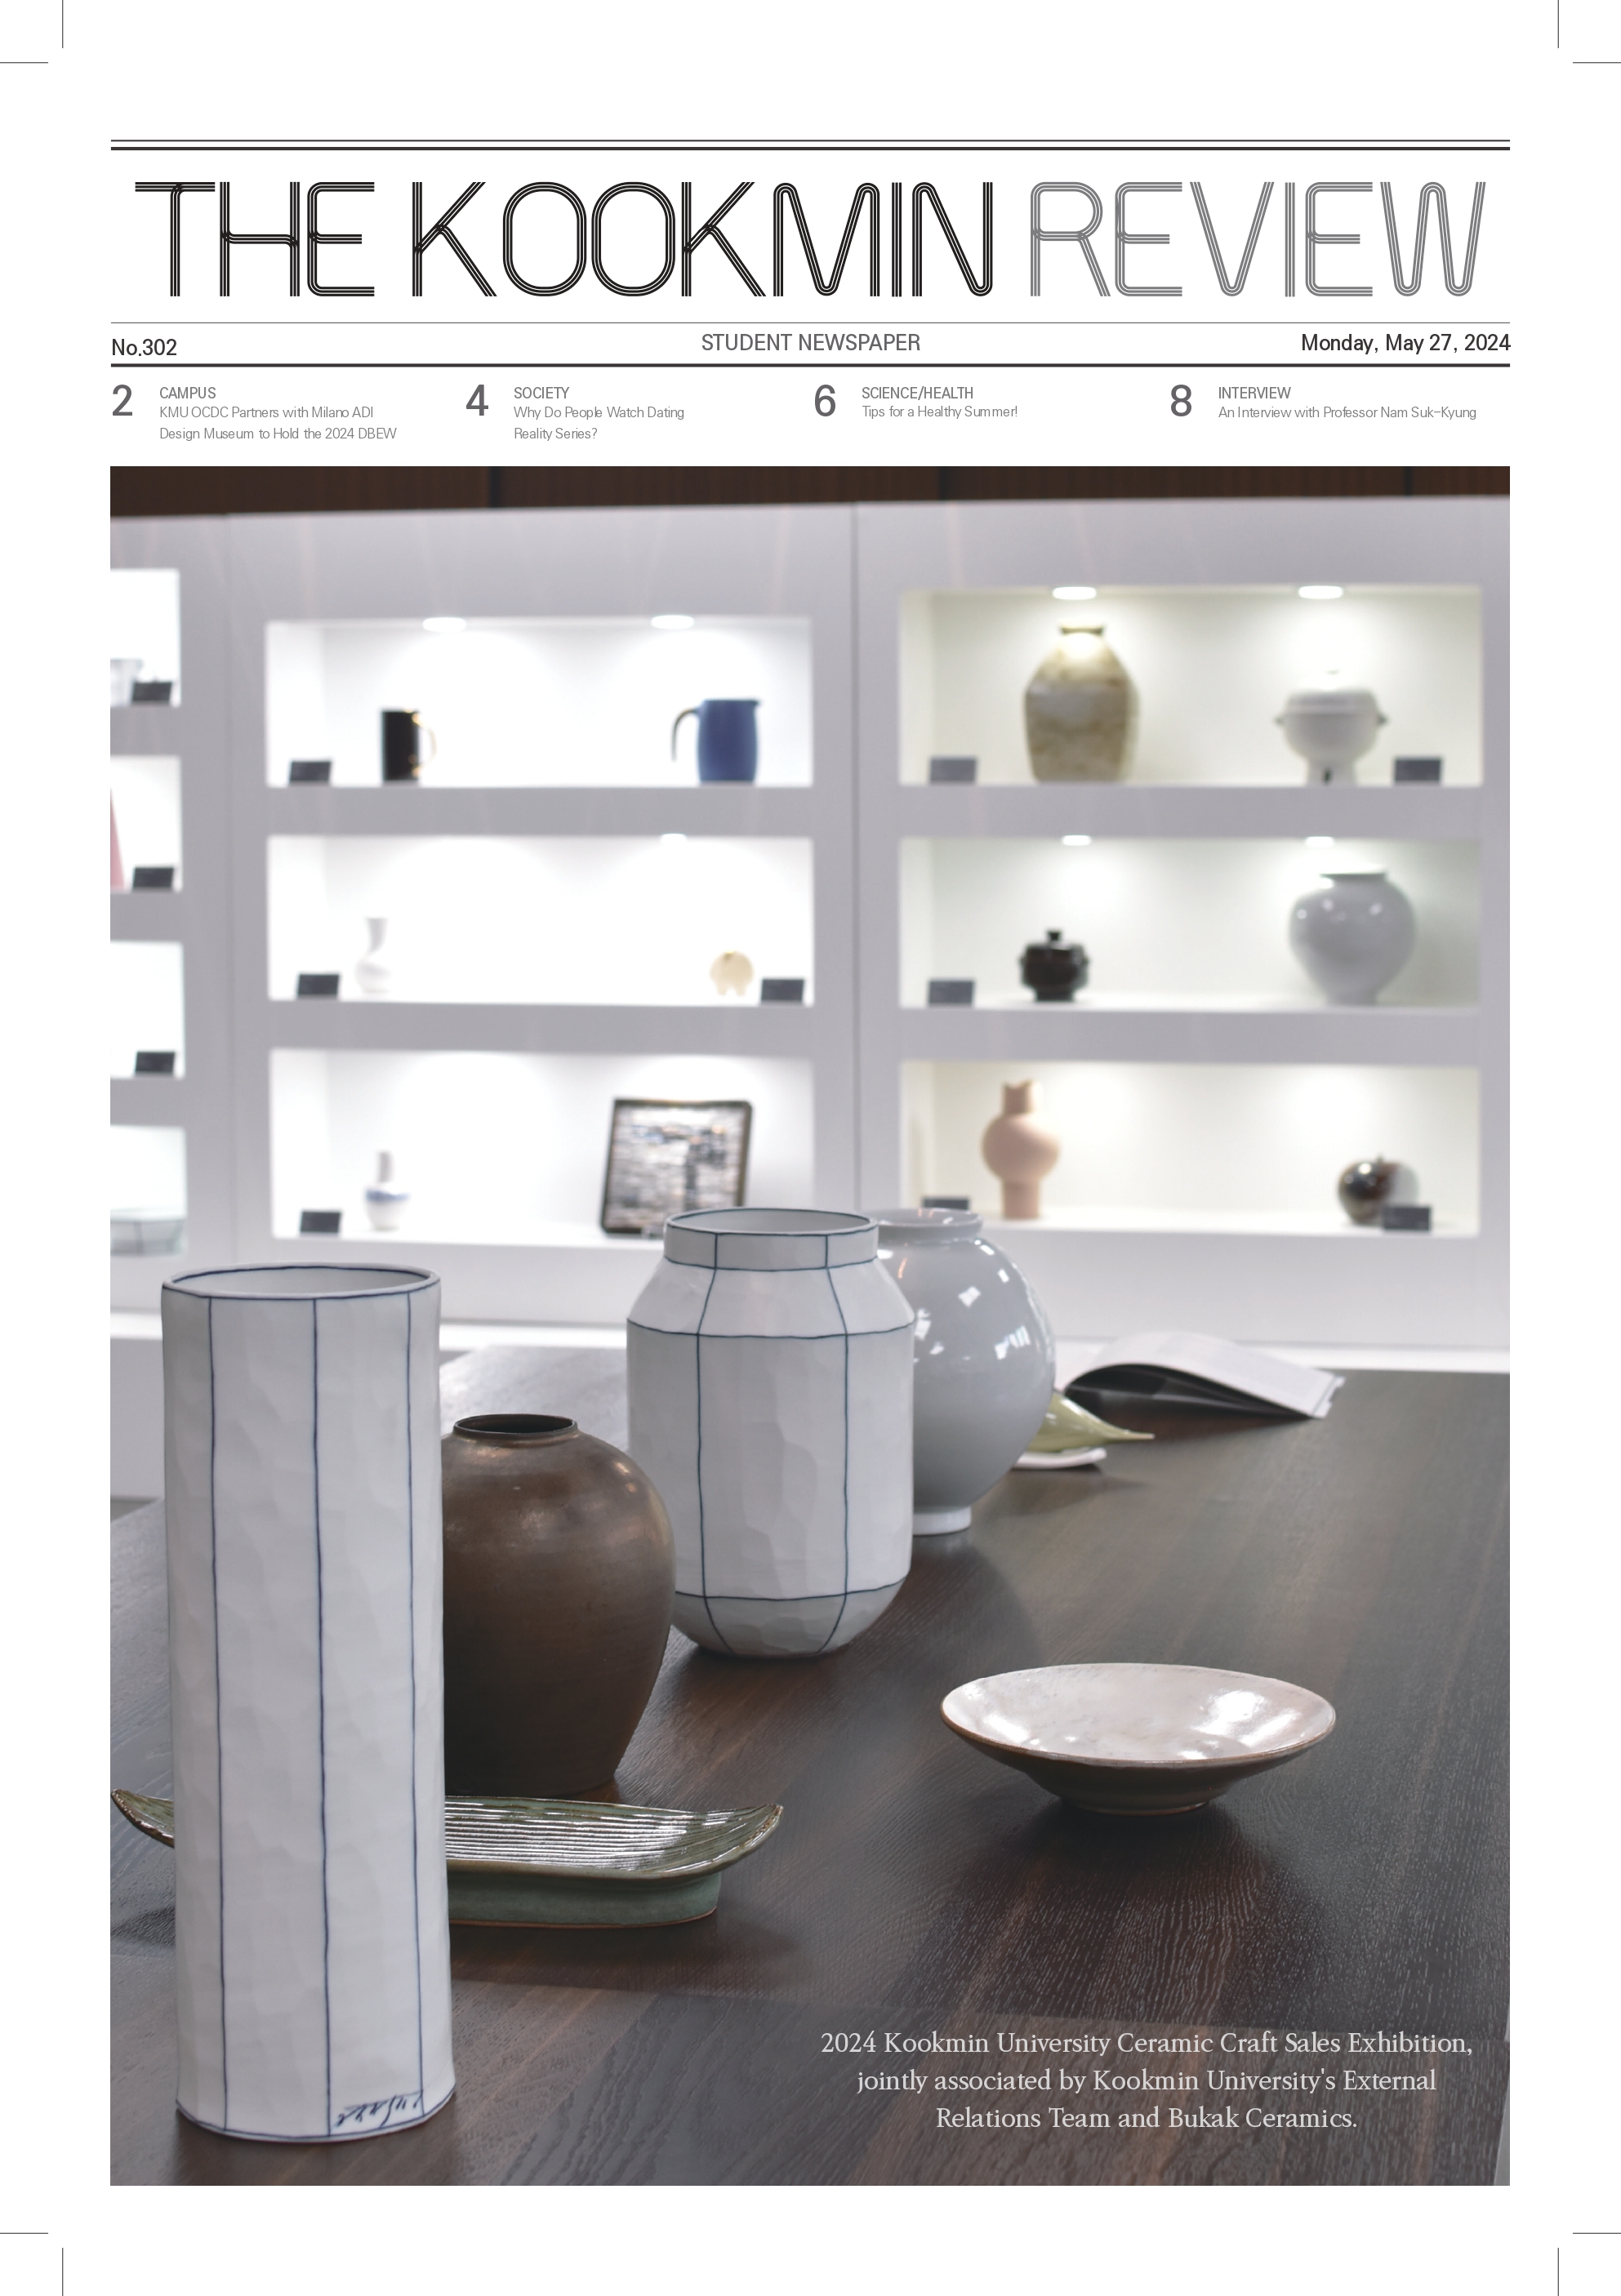 THE KOOKMIN REVIEW
No.302
STUDENT NEWSPAPER
Monday, May 27, 2024
2
CAMPUS
KMU OCDC Partners with Milano ADI
Design Museum to Hold the 2024 DBEW
4
SOCIETY
Why Do People Watch Dating
Reality Series?
6
SCIENCE/HEALTH
Tips for a Healthy Summer!
8
INTERVIEW
An Interview with Professor Nam Suk-Kyung
2024 Kookmin University Ceramic Craft Sales Exhibition,
jointly associated by Kookmin University's External
Relations Team and Bukak Ceramics.